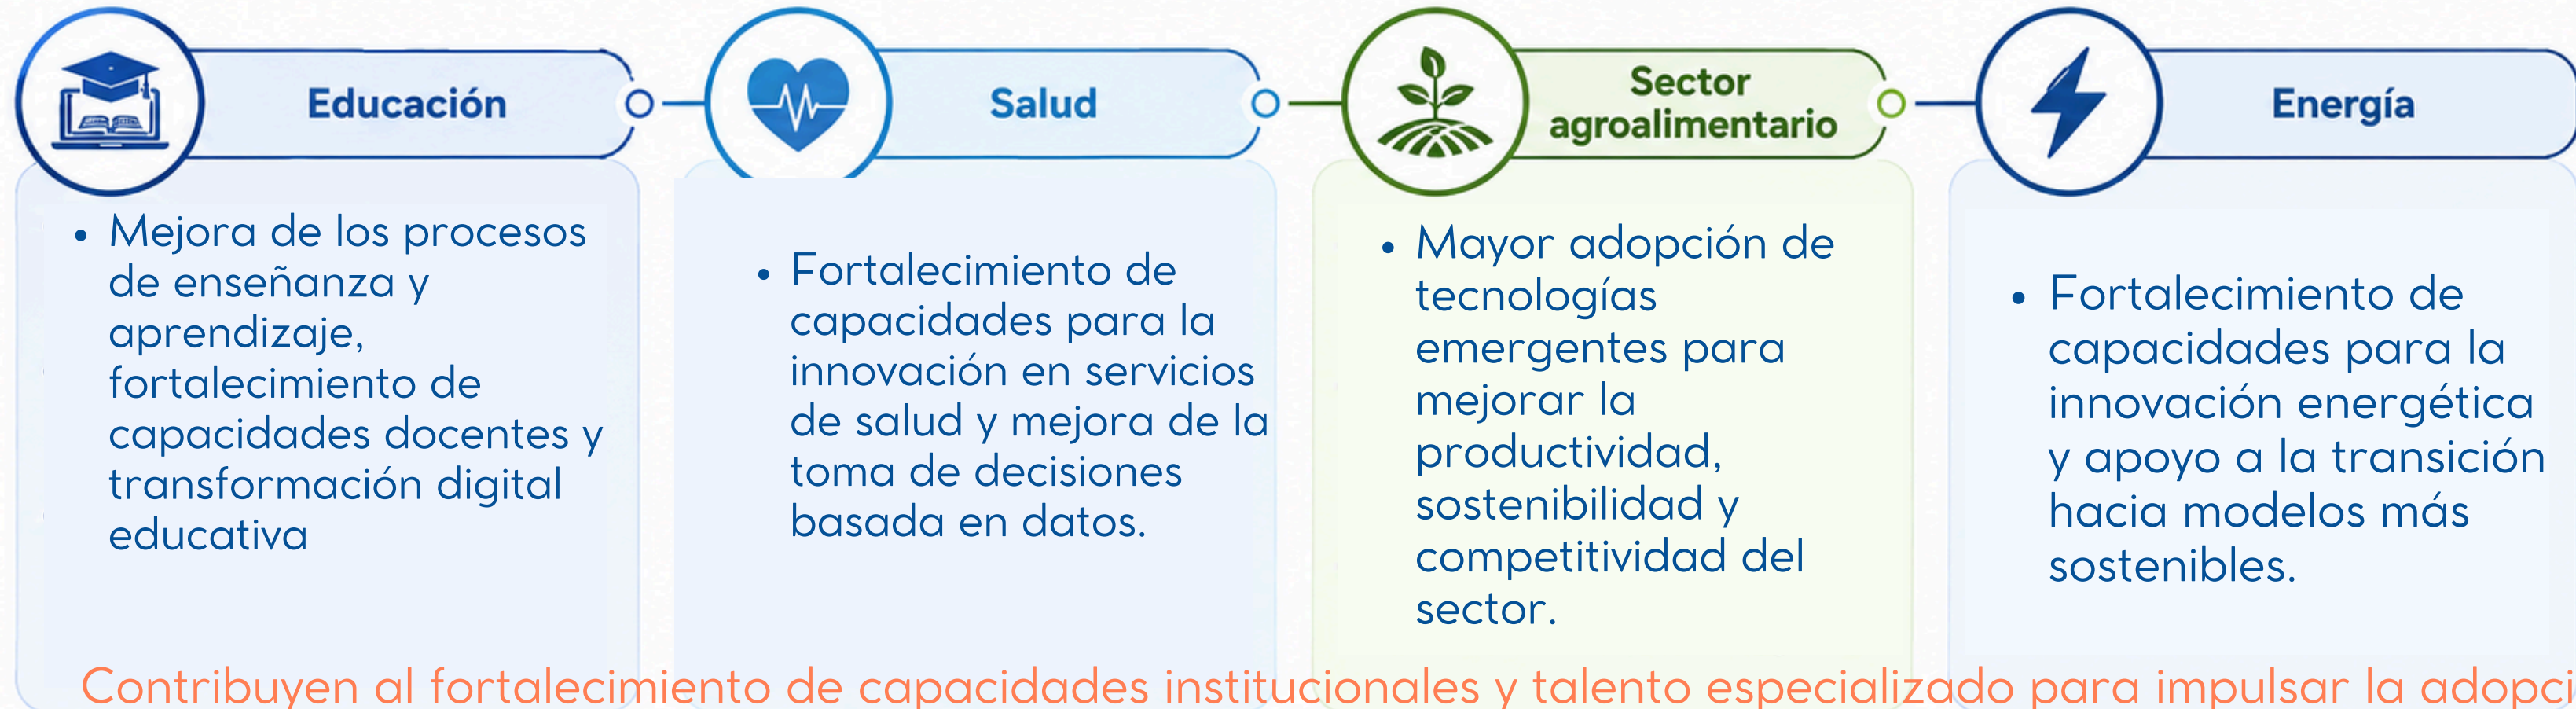 Educación
Mejora de los procesos
de enseñanza y
aprendizaje,
fortalecimiento de
capacidades docentes y
transformación digital
educativa
Salud
Fortalecimiento de
capacidades para la
innovación en servicios
de salud y mejora de la
toma de decisiones
basada en datos.
Sector
agroalimentario
Mayor adopción de
tecnologías
emergentes para
mejorar la
productividad,
sostenibilidad y
competitividad del
sector.
Energía
Fortalecimiento de
capacidades para la
innovación energética
y apoyo a la transición
hacia modelos más
sostenibles.
Contribuyen al fortalecimiento de capacidades institucionales y talento especializado para impulsar la